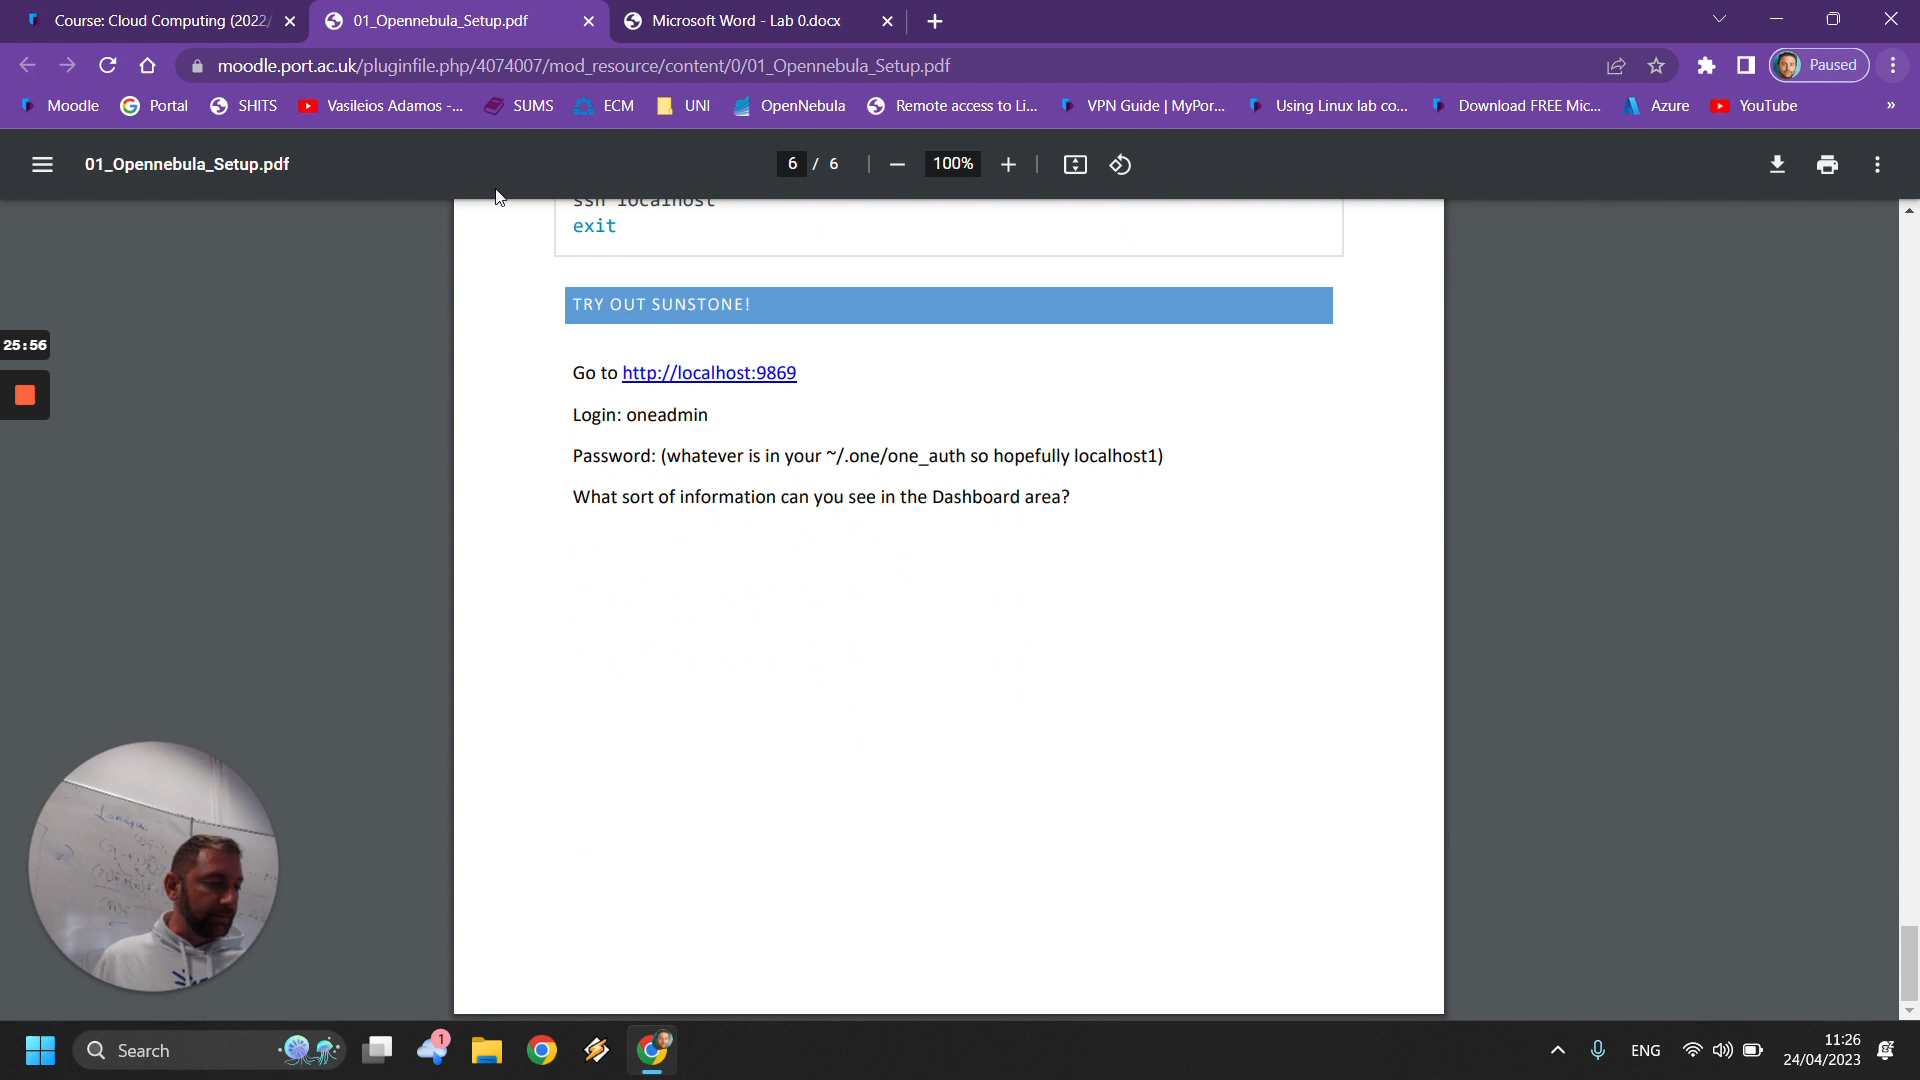 Course: Cloud Computing (2022/
01_Opennebula_Setup.pdf
Microsoft Word - Lab 0.docx
moodle.port.ac.uk/pluginfile.php/4074007/mod_resource/content/0/01_Opennebula_Setup.pdf
Paused
Moodle
Portal
SHITS
Vasileios Adamos -...
SUMS
ECM
UNI
OpenNebula
Remote access to Li...
VPN Guide | MyPor...
Using Linux lab co...
Download FREE Mic...
Azure
YouTube
»
01_Opennebula_Setup.pdf
6 / 6
100%
ssh localhost
exit
TRY OUT SUNSTONE!
25:56
Go to http://localhost:9869
Login: oneadmin
Password: (whatever is in your ~/.one/one_auth so hopefully localhost1)
What sort of information can you see in the Dashboard area?
Search
1
ENG
11:26
24/04/2023